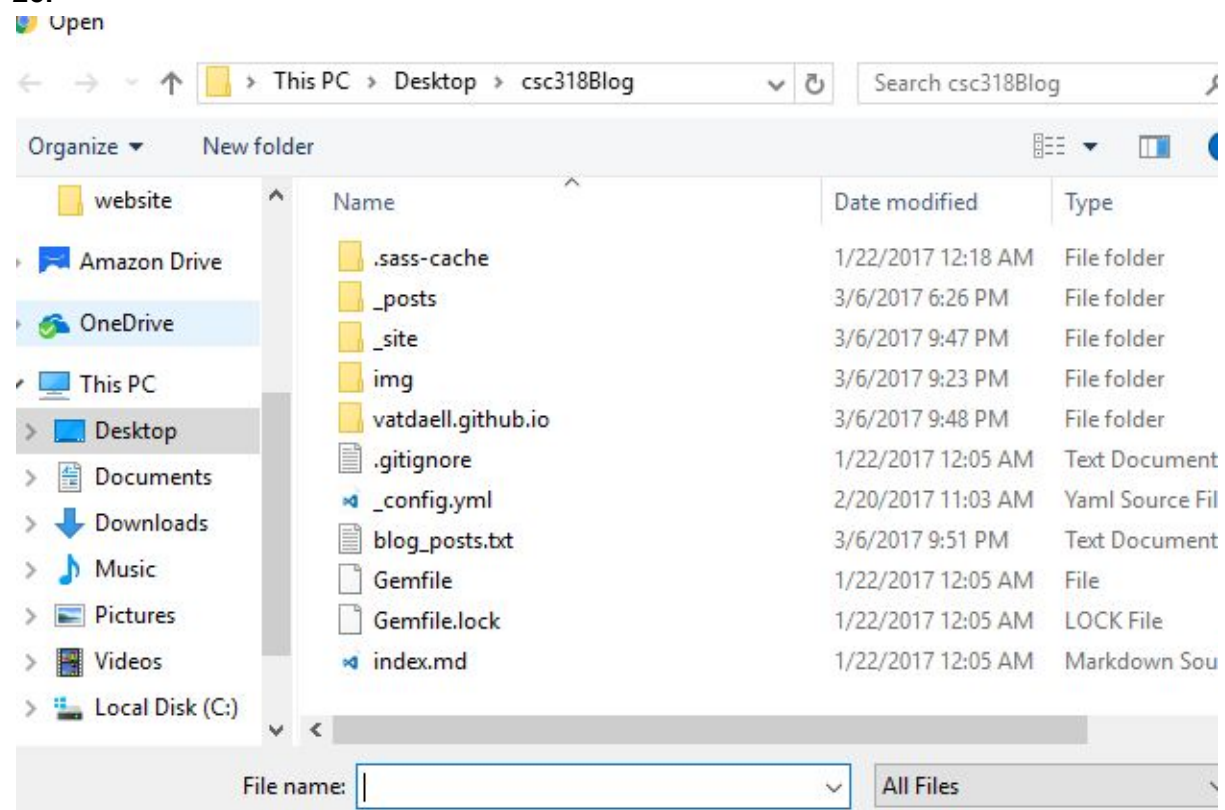 Open
This PC > Desktop > csc318Blog Search csc318Blog
Organize New folder
website
Amazon Drive
OneDrive
This PC
Desktop
Documents
Downloads
Music
Pictures
Videos
Local Disk (C:)
Name Date modified Type
.sass-cache 1/22/2017 12:18 AM File folder
_posts 3/6/2017 6:26 PM File folder
_site 3/6/2017 9:47 PM File folder
img 3/6/2017 9:23 PM File folder
vatdaell.github.io 3/6/2017 9:48 PM File folder
.gitignore 1/22/2017 12:05 AM Text Document
_config.yml 2/20/2017 11:03 AM Yaml Source Fil
blog_posts.txt 3/6/2017 9:51 PM Text Document
Gemfile 1/22/2017 12:05 AM File
Gemfile.lock 1/22/2017 12:05 AM LOCK File
index.md 1/22/2017 12:05 AM Markdown Sou
File name: All Files